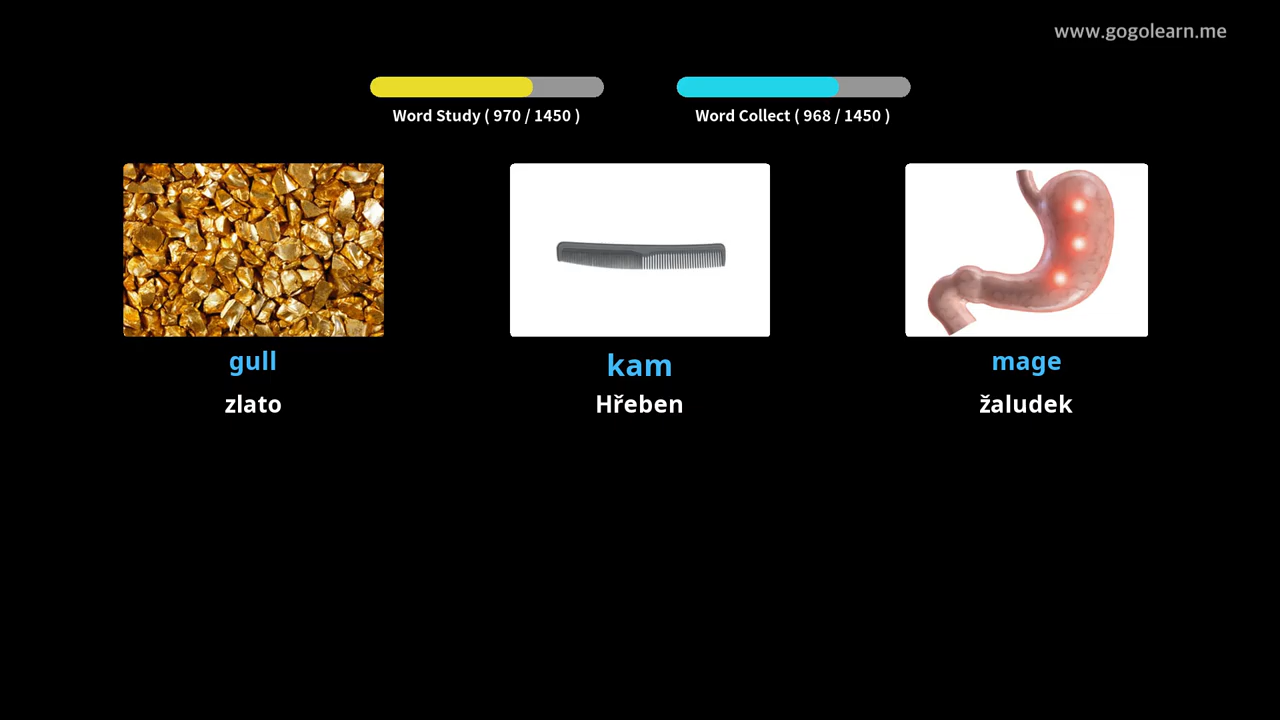 www.gogolearn.me
Word Study ( 970 / 1450 )
Word Collect ( 968 / 1450 )
gull
kam
mage
zlato
Hřeben
žaludek